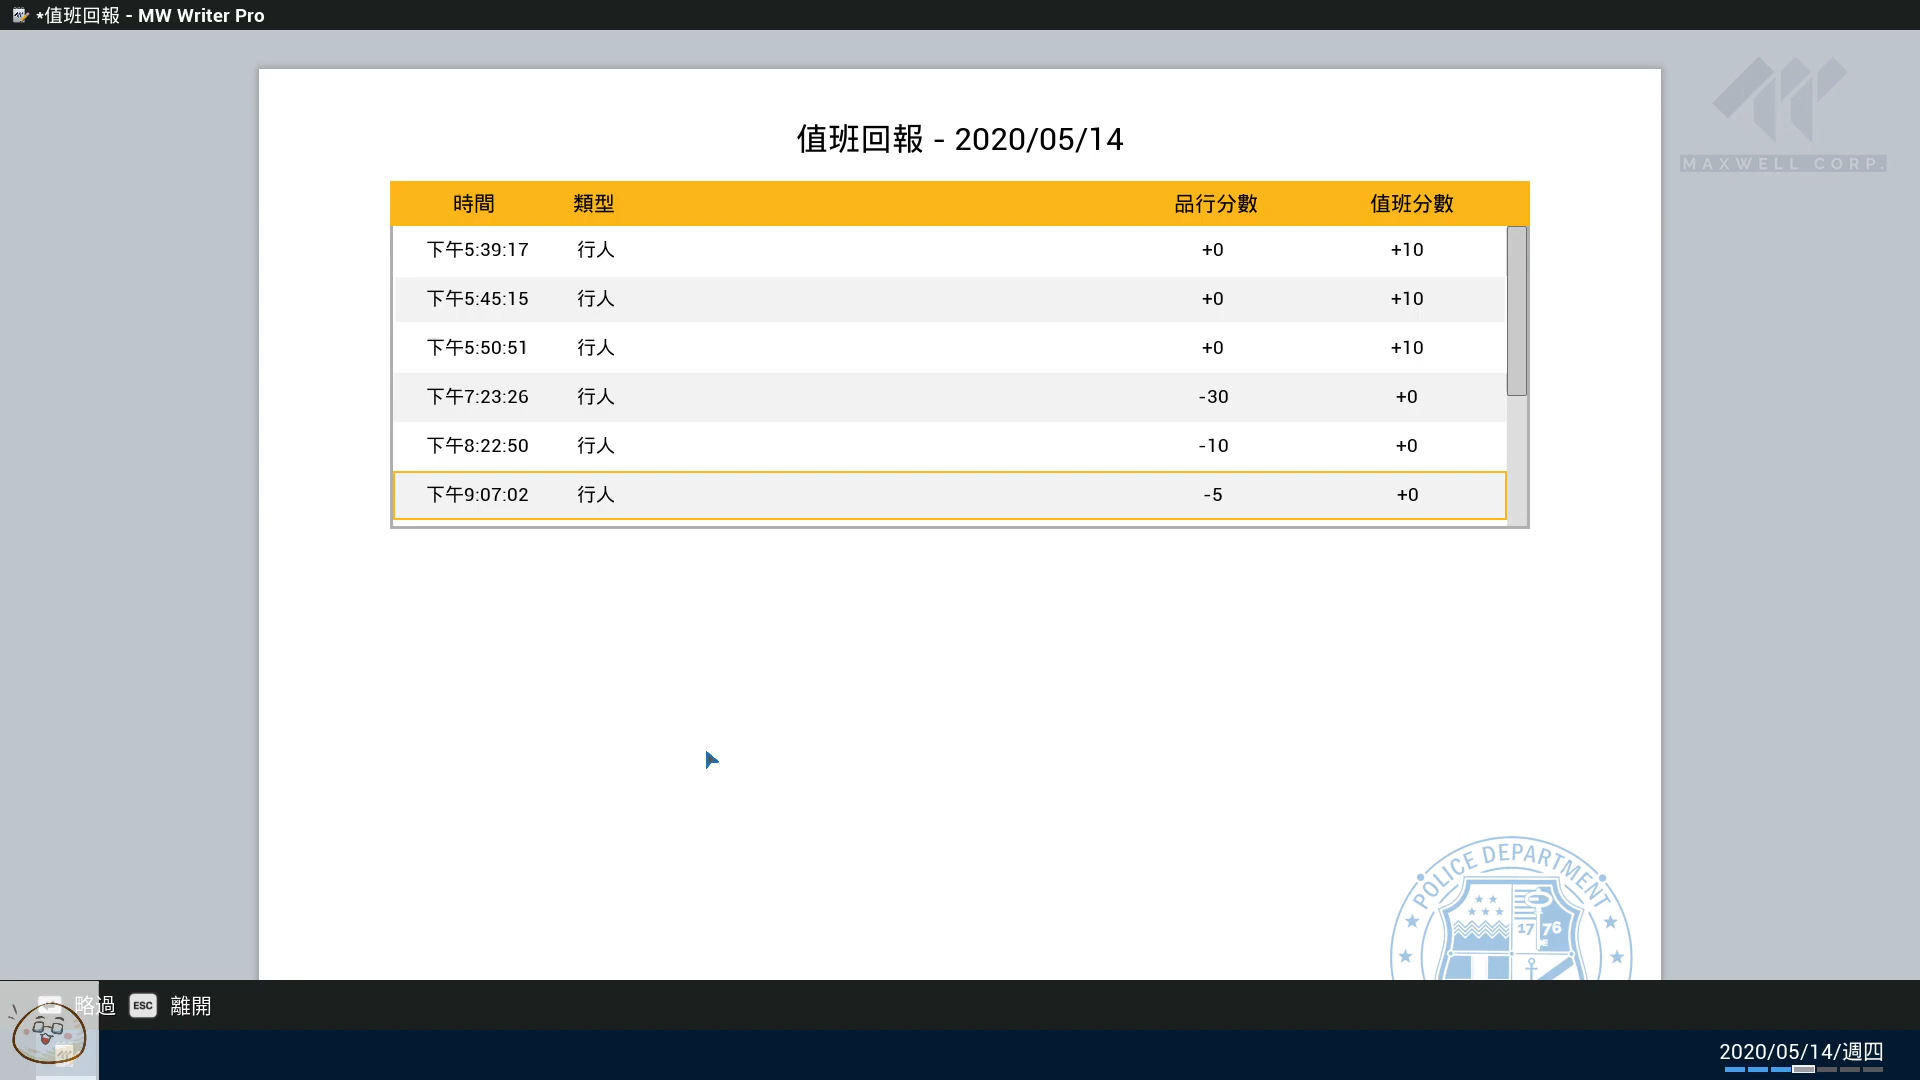 *值班回報 - MW Writer Pro
MAXWELL CORP.
值班回報 - 2020/05/14
時間 類型 品行分數 值班分數
下午5:39:17 行人 +0 +10
下午5:45:15 行人 +0 +10
下午5:50:51 行人 +0 +10
下午7:23:26 行人 -30 +0
下午8:22:50 行人 -10 +0
下午9:07:02 行人 -5 +0
POLICE DEPARTMENT
17 76
略過 ESC 離開
2020/05/14/週四